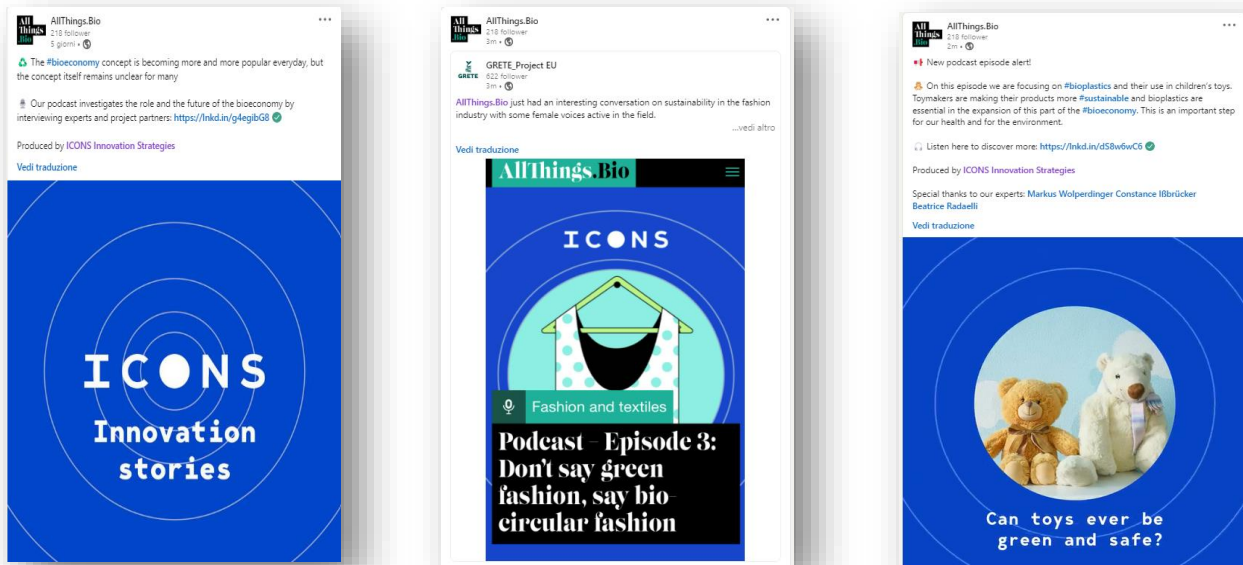 All
Things
.Bio
AllThings.Bio
218 follower
5 giorni •
The #bioeconomy concept is becoming more and more popular everyday, but
the concept itself remains unclear for many
Our podcast investigates the role and the future of the bioeconomy by
interviewing experts and project partners: https://lnkd.in/g4egibG8
Produced by ICONS Innovation Strategies
Vedi traduzione
ICONS
Innovation
stories
All
Things
.Bio
AllThings.Bio
218 follower
3m •
GRETE
GRETE_Project EU
622 follower
3m •
AllThings.Bio just had an interesting conversation on sustainability in the fashion
industry with some female voices active in the field.
...vedi altro
Vedi traduzione
AllThings.Bio
ICONS
Fashion and textiles
Podcast – Episode 3:
Don't say green
fashion, say bio-
circular fashion
All
Things
.Bio
AllThings.Bio
218 follower
2m •
New podcast episode alert!
On this episode we are focusing on #bioplastics and their use in children's toys.
Toymakers are making their products more #sustainable and bioplastics are
essential in the expansion of this part of the #bioeconomy. This is an important step
for our health and for the environment.
Listen here to discover more: https://lnkd.in/dS8w6wC6
Produced by ICONS Innovation Strategies
Special thanks to our experts: Markus Wolperdinger Constance Ißbrücker
Beatrice Radaelli
Vedi traduzione
Can toys ever be
green and safe?